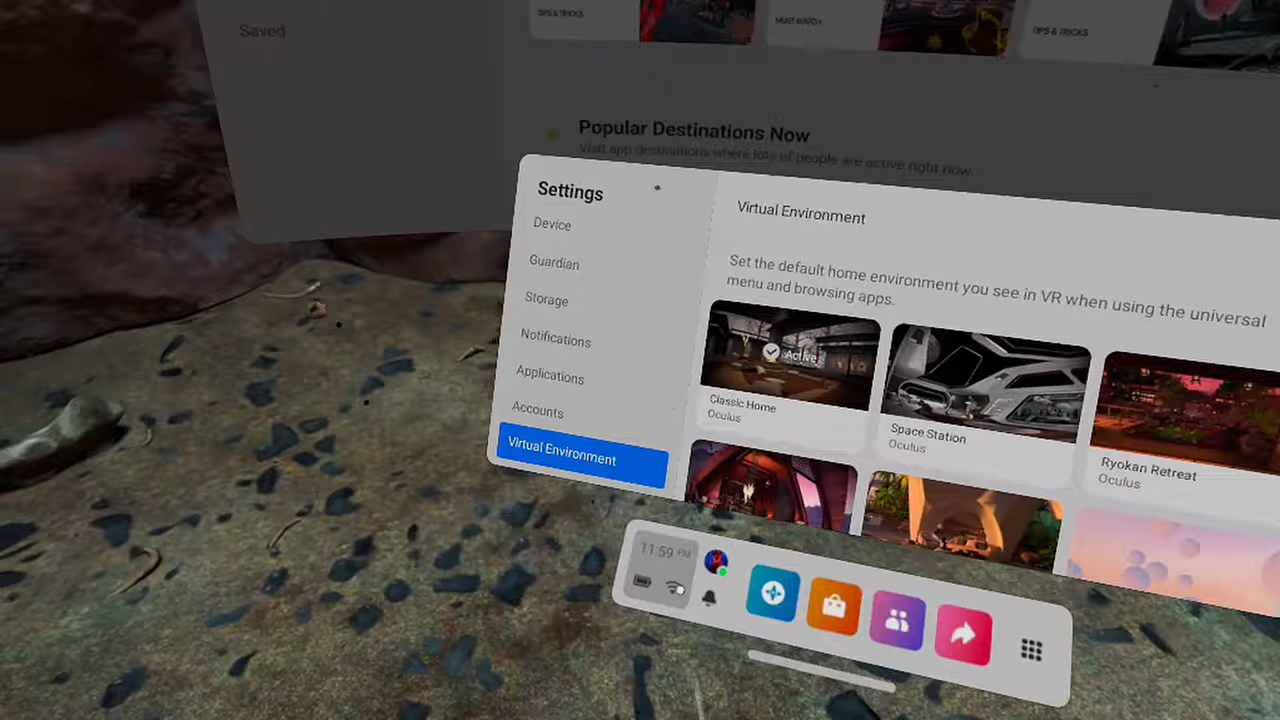 Saved
TIPS & TRICKS
MUST WATCH
TIPS & TRICKS
Popular Destinations Now
Visit app destinations where lots of people are active right now.
Settings
Device
Guardian
Storage
Notifications
Applications
Accounts
Virtual Environment
Virtual Environment
Set the default home environment you see in VR when using the universal
menu and browsing apps.
Active
Classic Home
Oculus
Space Station
Oculus
Ryokan Retreat
Oculus
11:59 PM